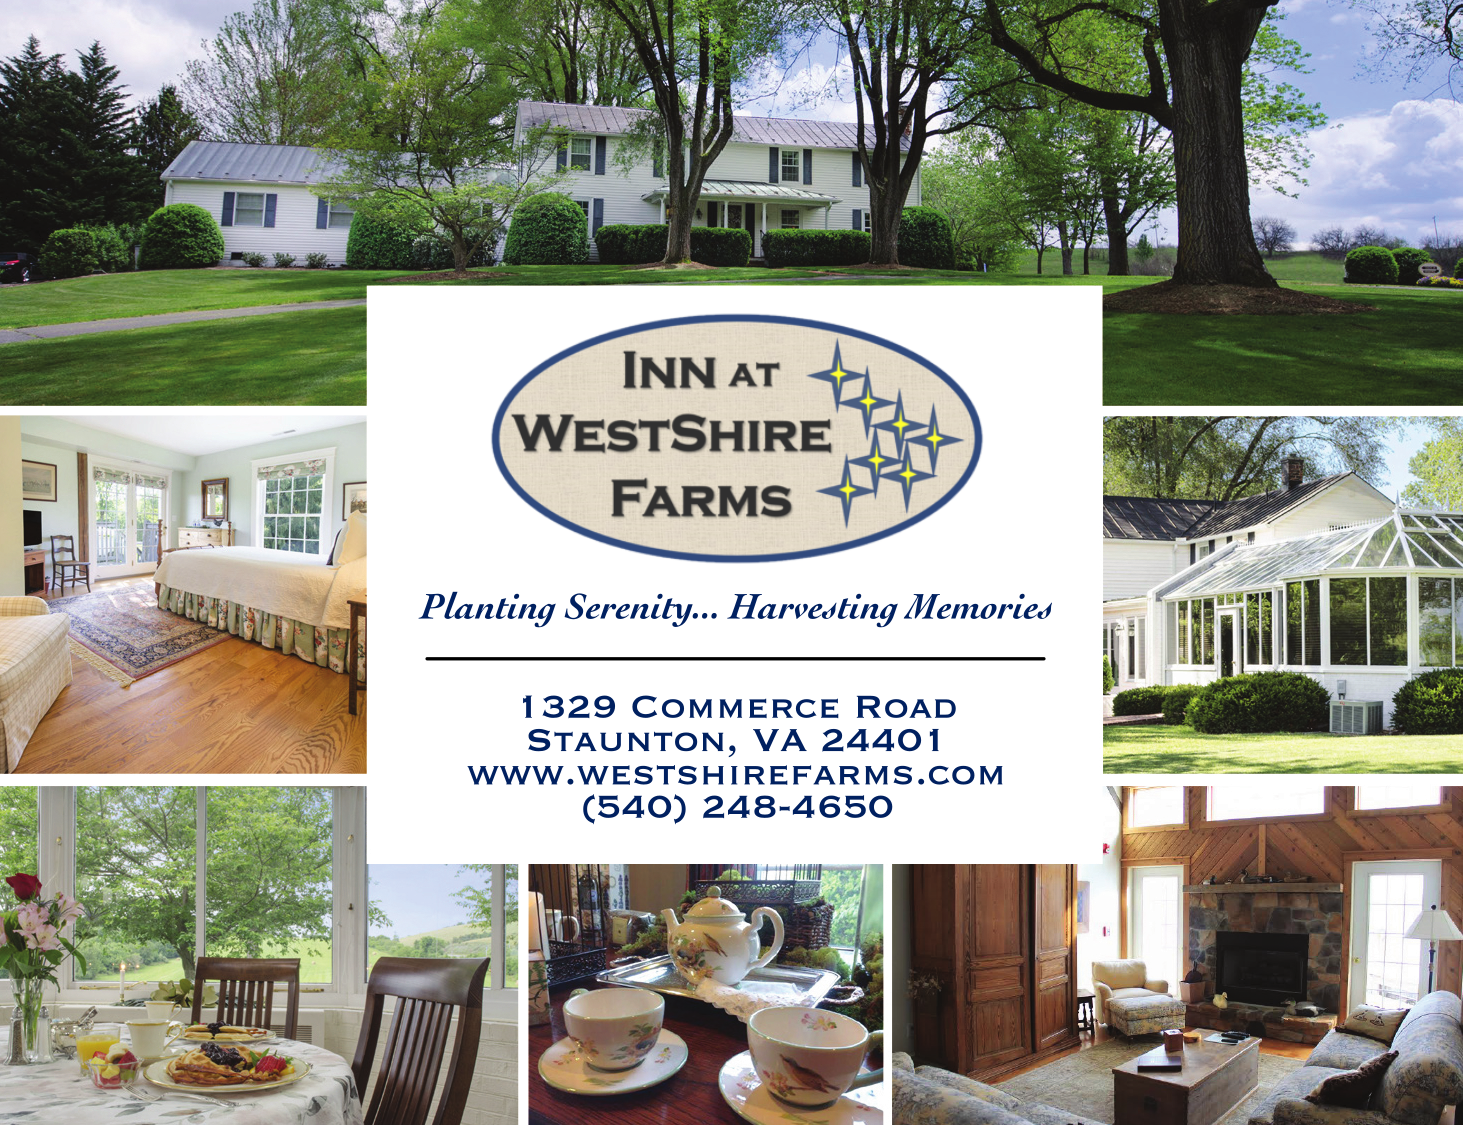 Inn at
WestShire
Farms
Planting Serenity... Harvesting Memories
1329 Commerce Road
Staunton, VA 24401
www.westshirefarms.com
(540) 248-4650